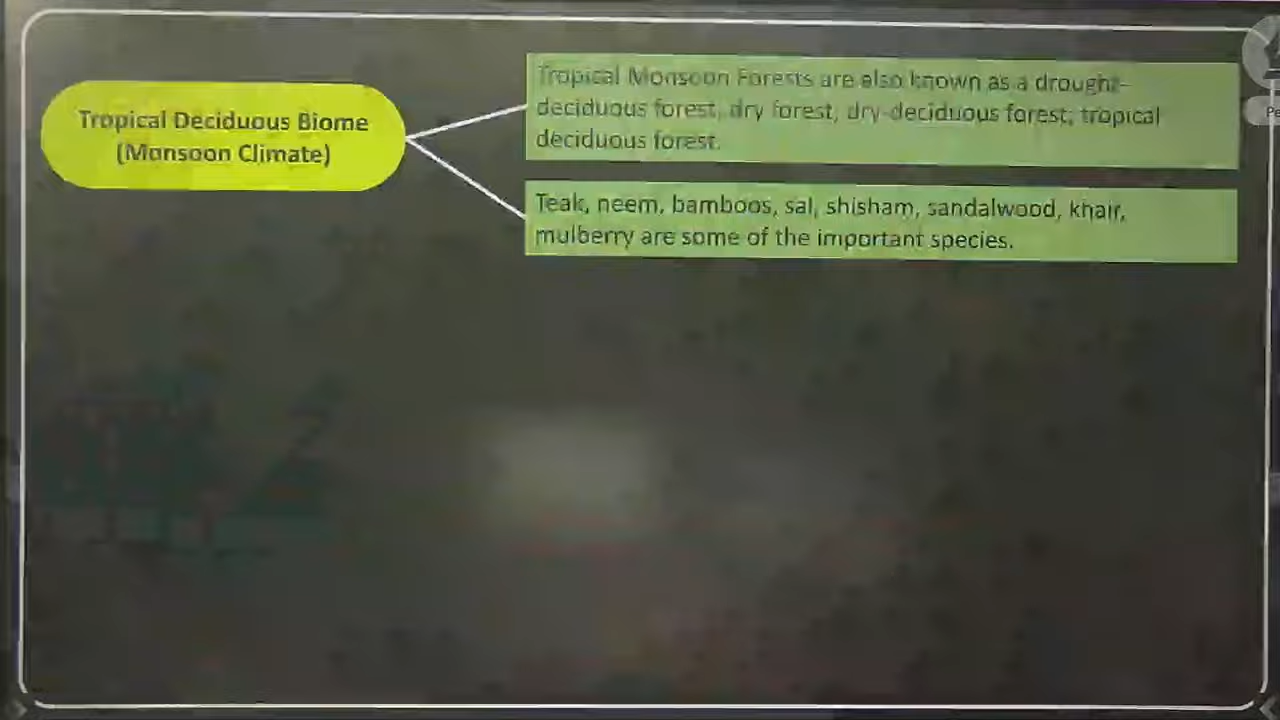 Tropical Deciduous Biome
(Monsoon Climate)
Tropical Monsoon Forests are also known as a drought-
deciduous forest, dry forest, dry-deciduous forest, tropical
deciduous forest.
Teak, neem, bamboos, sal, shisham, sandalwood, khair,
mulberry are some of the important species.
Pe